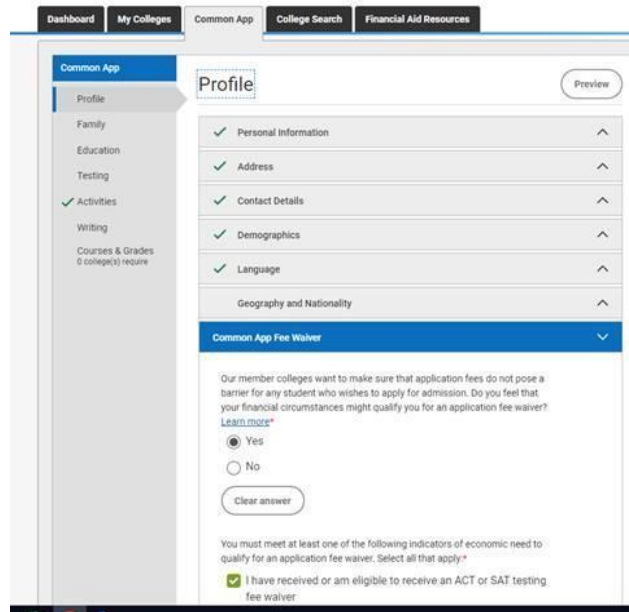 Dashboard My Colleges Common App College Search Financial Aid Resources
Common App
Profile
Family
Education
Testing
Activities
Writing
Courses & Grades
0 college(s) require
Profile
Preview
Personal Information
Address
Contact Details
Demographics
Language
Geography and Nationality
Common App Fee Waiver
Our member colleges want to make sure that application fees do not pose a
barrier for any student who wishes to apply for admission. Do you feel that
your financial circumstances might qualify you for an application fee waiver?
Learn more*
Yes
No
Clear answer
You must meet at least one of the following indicators of economic need to
qualify for an application fee waiver. Select all that apply.*
I have received or am eligible to receive an ACT or SAT testing
fee waiver